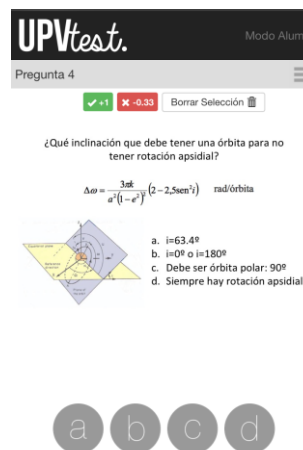 UPVtest.
Modo Alum
Pregunta 4
✔ +1
✖ -0.33
Borrar Selección
¿Qué inclinación que debe tener una órbita para no
tener rotación apsidial?
Δω = 3πk / a²(1 − e²)² (2 − 2,5sen²i) rad/órbita
a. i=63.4º
b. i=0º o i=180º
c. Debe ser órbita polar: 90º
d. Siempre hay rotación apsidial
a b c d